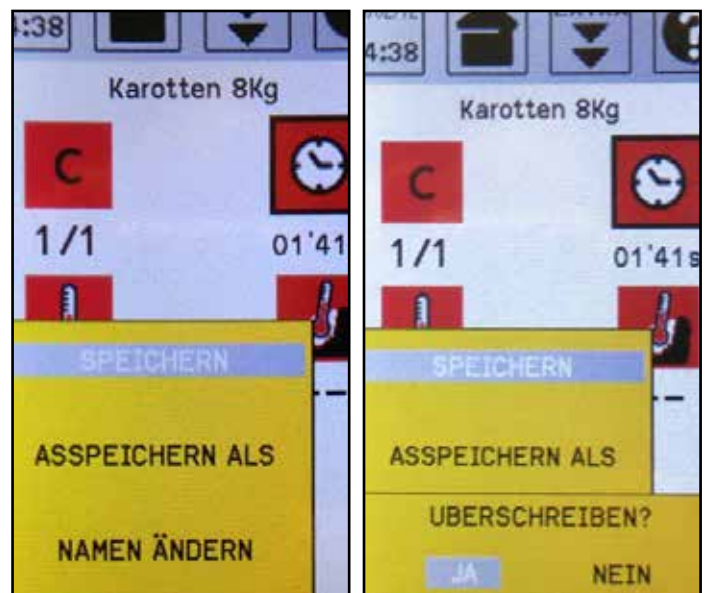 4:38
Karotten 8Kg
C
1/1
01'41
SPEICHERN
ASSPEICHERN ALS
NAMEN ÄNDERN
4:38
EXTRA
Karotten 8Kg
C
1/1
01'41s
SPEICHERN
ASSPEICHERN ALS
UBERSCHREIBEN?
JA NEIN